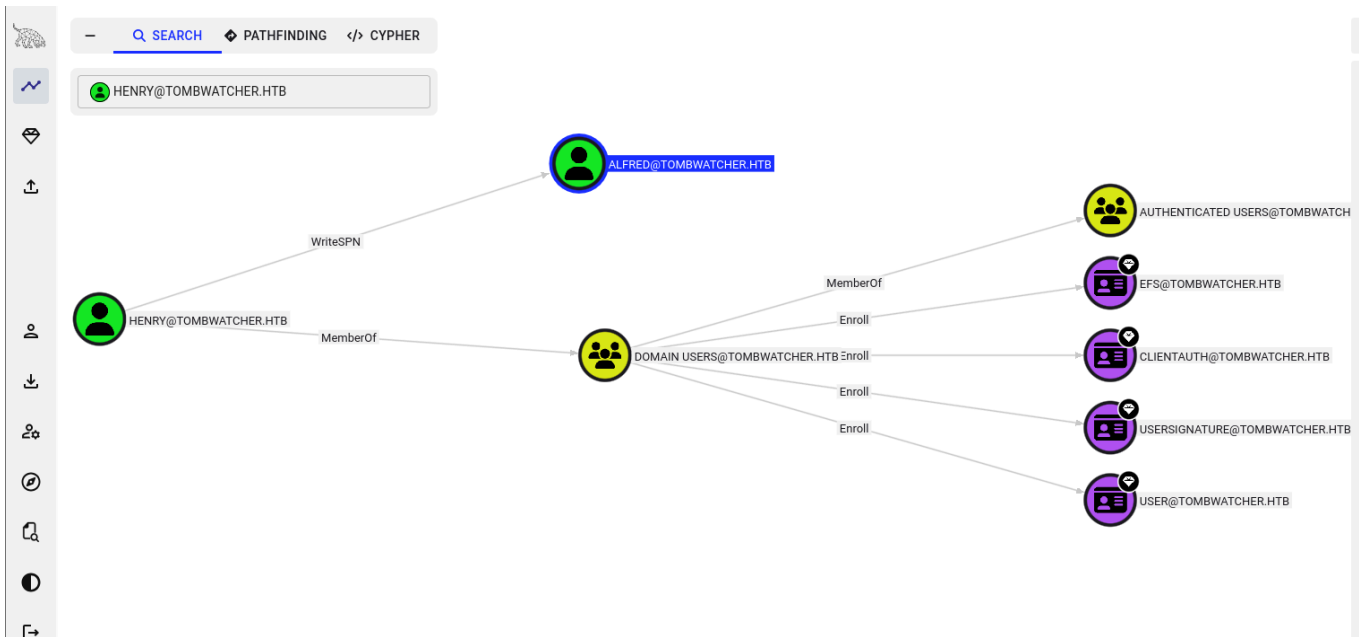 SEARCH
PATHFINDING
CYPHER
HENRY@TOMBWATCHER.HTB
ALFRED@TOMBWATCHER.HTB
WriteSPN
AUTHENTICATED USERS@TOMBWATCH
MemberOf
EFS@TOMBWATCHER.HTB
Enroll
HENRY@TOMBWATCHER.HTB
MemberOf
DOMAIN USERS@TOMBWATCHER.HTB
Enroll
CLIENTAUTH@TOMBWATCHER.HTB
Enroll
USERSIGNATURE@TOMBWATCHER.HTB
Enroll
USER@TOMBWATCHER.HTB